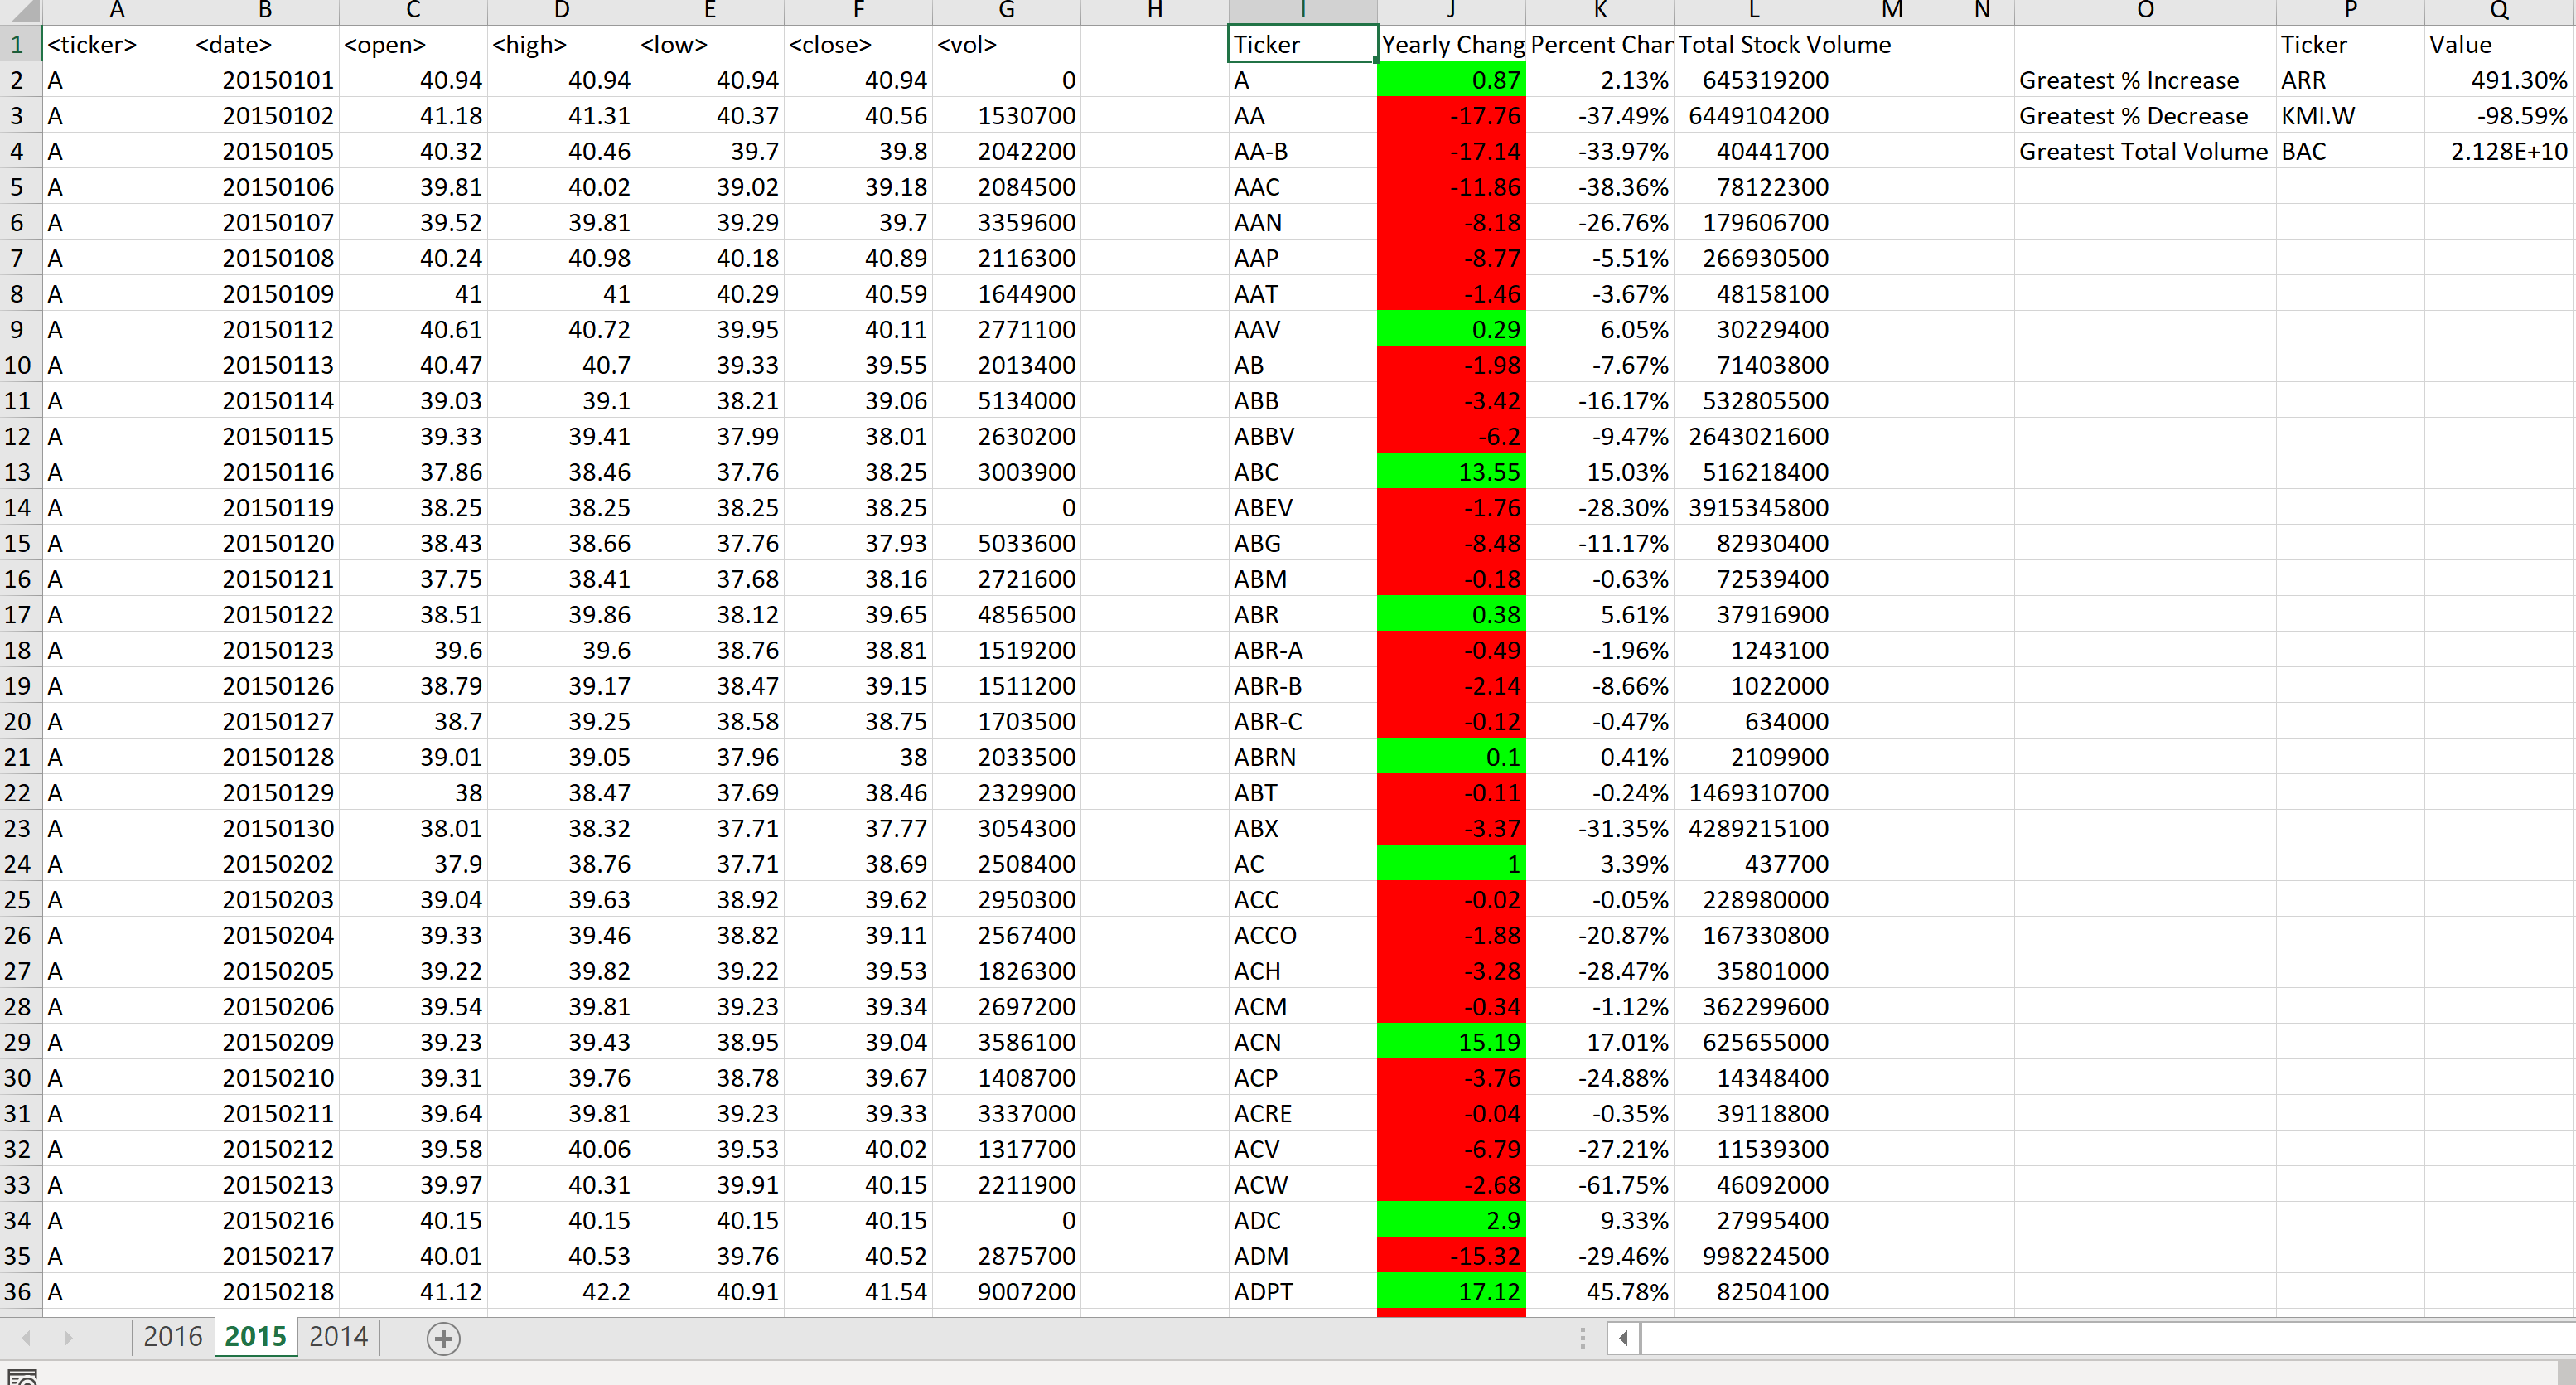 A B C D E F G H I J K L M N O P Q
1 <ticker> <date> <open> <high> <low> <close> <vol> Ticker Yearly Chang Percent Char Total Stock Volume Ticker Value
2 A 20150101 40.94 40.94 40.94 40.94 0 A 0.87 2.13% 645319200 Greatest % Increase ARR 491.30%
3 A 20150102 41.18 41.31 40.37 40.56 1530700 AA -17.76 -37.49% 6449104200 Greatest % Decrease KMI.W -98.59%
4 A 20150105 40.32 40.46 39.7 39.8 2042200 AA-B -17.14 -33.97% 40441700 Greatest Total Volume BAC 2.128E+10
5 A 20150106 39.81 40.02 39.02 39.18 2084500 AAC -11.86 -38.36% 78122300
6 A 20150107 39.52 39.81 39.29 39.7 3359600 AAN -8.18 -26.76% 179606700
7 A 20150108 40.24 40.98 40.18 40.89 2116300 AAP -8.77 -5.51% 266930500
8 A 20150109 41 41 40.29 40.59 1644900 AAT -1.46 -3.67% 48158100
9 A 20150112 40.61 40.72 39.95 40.11 2771100 AAV 0.29 6.05% 30229400
10 A 20150113 40.47 40.7 39.33 39.55 2013400 AB -1.98 -7.67% 71403800
11 A 20150114 39.03 39.1 38.21 39.06 5134000 ABB -3.42 -16.17% 532805500
12 A 20150115 39.33 39.41 37.99 38.01 2630200 ABBV -6.2 -9.47% 2643021600
13 A 20150116 37.86 38.46 37.76 38.25 3003900 ABC 13.55 15.03% 516218400
14 A 20150119 38.25 38.25 38.25 38.25 0 ABEV -1.76 -28.30% 3915345800
15 A 20150120 38.43 38.66 37.76 37.93 5033600 ABG -8.48 -11.17% 82930400
16 A 20150121 37.75 38.41 37.68 38.16 2721600 ABM -0.18 -0.63% 72539400
17 A 20150122 38.51 39.86 38.12 39.65 4856500 ABR 0.38 5.61% 37916900
18 A 20150123 39.6 39.6 38.76 38.81 1519200 ABR-A -0.49 -1.96% 1243100
19 A 20150126 38.79 39.17 38.47 39.15 1511200 ABR-B -2.14 -8.66% 1022000
20 A 20150127 38.7 39.25 38.58 38.75 1703500 ABR-C -0.12 -0.47% 634000
21 A 20150128 39.01 39.05 37.96 38 2033500 ABRN 0.1 0.41% 2109900
22 A 20150129 38 38.47 37.69 38.46 2329900 ABT -0.11 -0.24% 1469310700
23 A 20150130 38.01 38.32 37.71 37.77 3054300 ABX -3.37 -31.35% 4289215100
24 A 20150202 37.9 38.76 37.71 38.69 2508400 AC 1 3.39% 437700
25 A 20150203 39.04 39.63 38.92 39.62 2950300 ACC -0.02 -0.05% 228980000
26 A 20150204 39.33 39.46 38.82 39.11 2567400 ACCO -1.88 -20.87% 167330800
27 A 20150205 39.22 39.82 39.22 39.53 1826300 ACH -3.28 -28.47% 35801000
28 A 20150206 39.54 39.81 39.23 39.34 2697200 ACM -0.34 -1.12% 362299600
29 A 20150209 39.23 39.43 38.95 39.04 3586100 ACN 15.19 17.01% 625655000
30 A 20150210 39.31 39.76 38.78 39.67 1408700 ACP -3.76 -24.88% 14348400
31 A 20150211 39.64 39.81 39.23 39.33 3337000 ACRE -0.04 -0.35% 39118800
32 A 20150212 39.58 40.06 39.53 40.02 1317700 ACV -6.79 -27.21% 11539300
33 A 20150213 39.97 40.31 39.91 40.15 2211900 ACW -2.68 -61.75% 46092000
34 A 20150216 40.15 40.15 40.15 40.15 0 ADC 2.9 9.33% 27995400
35 A 20150217 40.01 40.53 39.76 40.52 2875700 ADM -15.32 -29.46% 998224500
36 A 20150218 41.12 42.2 40.91 41.54 9007200 ADPT 17.12 45.78% 82504100
2016 2015 2014